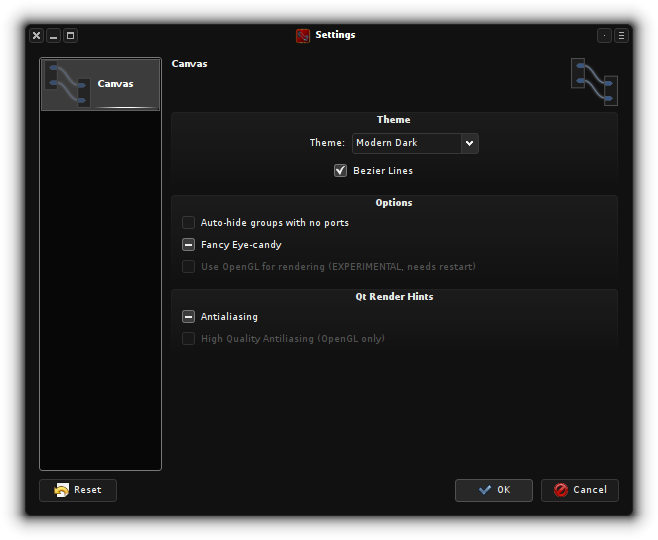 Settings
Canvas
Canvas
Theme
Theme: Modern Dark
Bezier Lines
Options
Auto-hide groups with no ports
Fancy Eye-candy
Use OpenGL for rendering (EXPERIMENTAL, needs restart)
Qt Render Hints
Antialiasing
High Quality Antiliasing (OpenGL only)
Reset
OK
Cancel